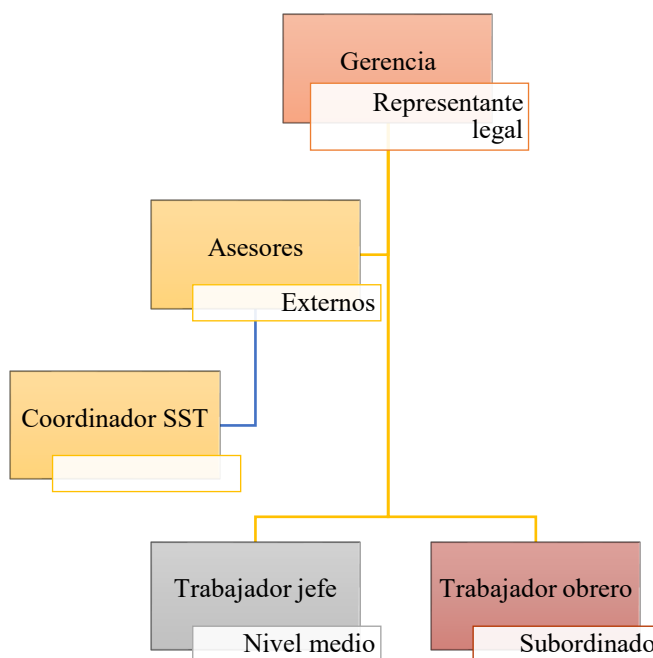 Gerencia
Representante
legal
Asesores
Externos
Coordinador SST
Trabajador jefe
Nivel medio
Trabajador obrero
Subordinado